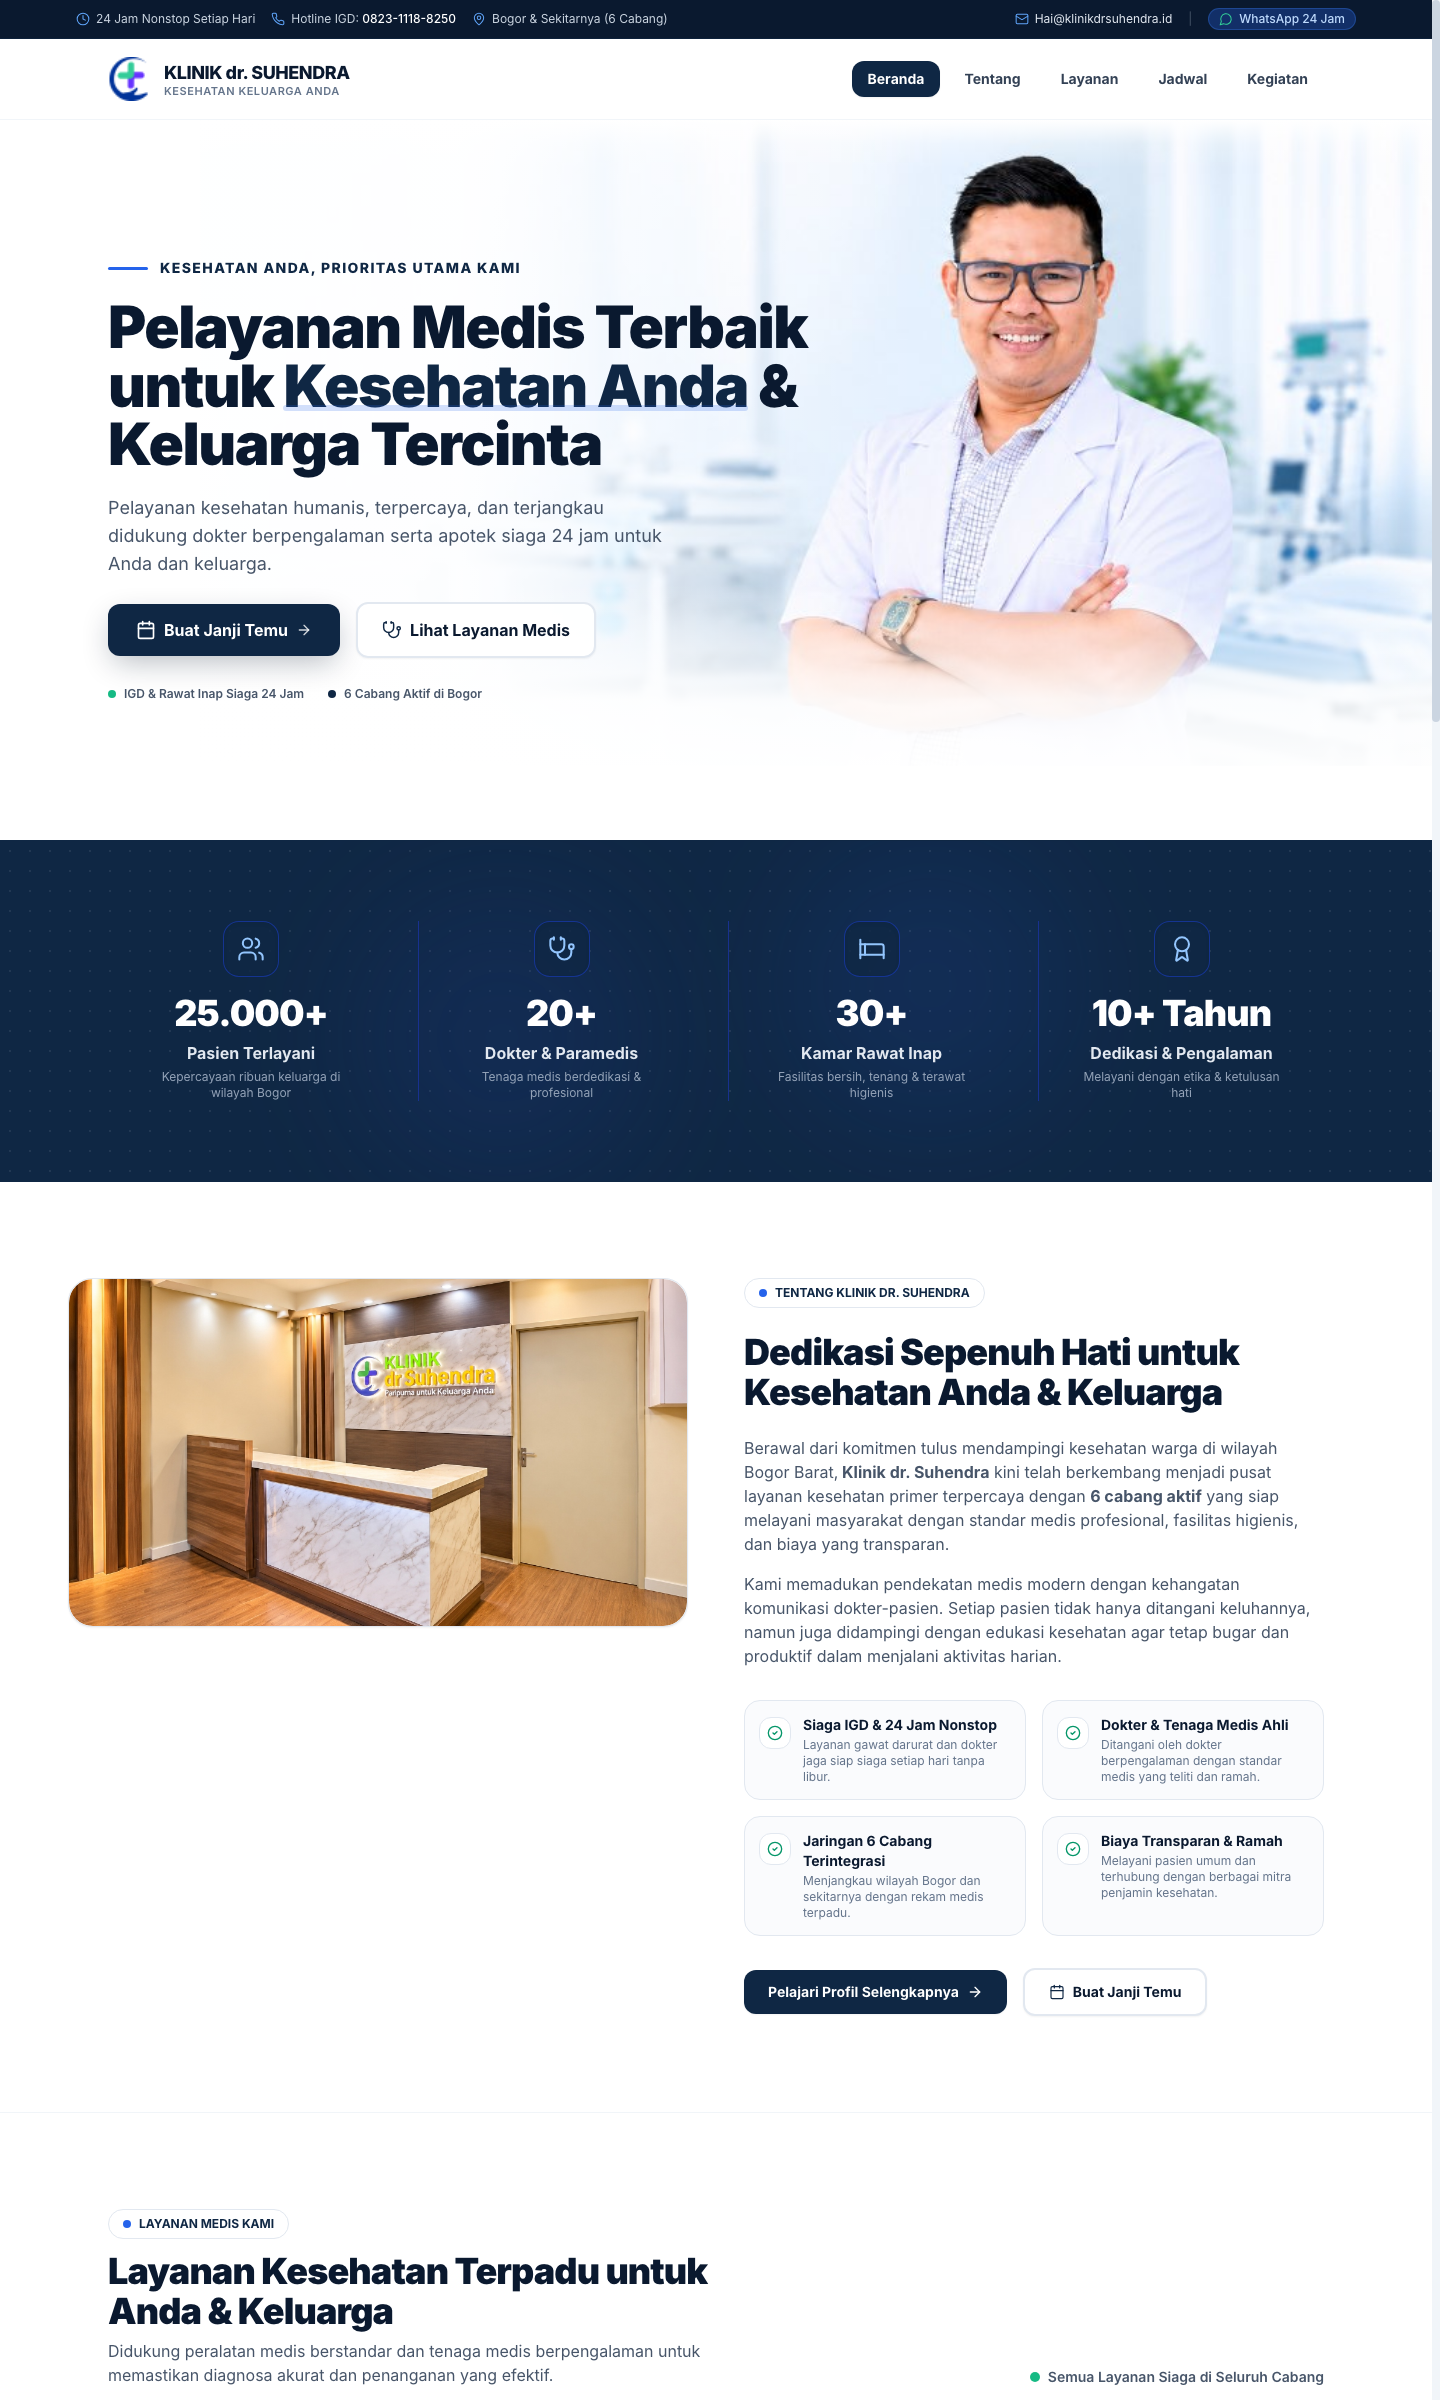 24 Jam Nonstop Setiap Hari
Hotline IGD: 0823-1118-8250
Bogor & Sekitarnya (6 Cabang)
Hai@klinikdrsuhendra.id
WhatsApp 24 Jam
KLINIK dr. SUHENDRA
KESEHATAN KELUARGA ANDA
Beranda
Tentang
Layanan
Jadwal
Kegiatan
KESEHATAN ANDA, PRIORITAS UTAMA KAMI
Pelayanan Medis Terbaik
untuk Kesehatan Anda &
Keluarga Tercinta
Pelayanan kesehatan humanis, terpercaya, dan terjangkau
didukung dokter berpengalaman serta apotek siaga 24 jam untuk
Anda dan keluarga.
Buat Janji Temu
Lihat Layanan Medis
IGD & Rawat Inap Siaga 24 Jam
6 Cabang Aktif di Bogor
25.000+
Pasien Terlayani
Kepercayaan ribuan keluarga di
wilayah Bogor
20+
Dokter & Paramedis
Tenaga medis berdedikasi &
profesional
30+
Kamar Rawat Inap
Fasilitas bersih, tenang & terawat
higienis
10+ Tahun
Dedikasi & Pengalaman
Melayani dengan etika & ketulusan
hati
KLINIK
dr Suhendra
Paripurna untuk Keluarga Anda
TENTANG KLINIK DR. SUHENDRA
Dedikasi Sepenuh Hati untuk
Kesehatan Anda & Keluarga
Berawal dari komitmen tulus mendampingi kesehatan warga di wilayah
Bogor Barat, Klinik dr. Suhendra kini telah berkembang menjadi pusat
layanan kesehatan primer terpercaya dengan 6 cabang aktif yang siap
melayani masyarakat dengan standar medis profesional, fasilitas higienis,
dan biaya yang transparan.
Kami memadukan pendekatan medis modern dengan kehangatan
komunikasi dokter-pasien. Setiap pasien tidak hanya ditangani keluhannya,
namun juga didampingi dengan edukasi kesehatan agar tetap bugar dan
produktif dalam menjalani aktivitas harian.
Siaga IGD & 24 Jam Nonstop
Layanan gawat darurat dan dokter
jaga siap siaga setiap hari tanpa
libur.
Dokter & Tenaga Medis Ahli
Ditangani oleh dokter
berpengalaman dengan standar
medis yang teliti dan ramah.
Jaringan 6 Cabang
Terintegrasi
Menjangkau wilayah Bogor dan
sekitarnya dengan rekam medis
terpadu.
Biaya Transparan & Ramah
Melayani pasien umum dan
terhubung dengan berbagai mitra
penjamin kesehatan.
Pelajari Profil Selengkapnya
Buat Janji Temu
LAYANAN MEDIS KAMI
Layanan Kesehatan Terpadu untuk
Anda & Keluarga
Didukung peralatan medis berstandar dan tenaga medis berpengalaman untuk
memastikan diagnosa akurat dan penanganan yang efektif.
Semua Layanan Siaga di Seluruh Cabang